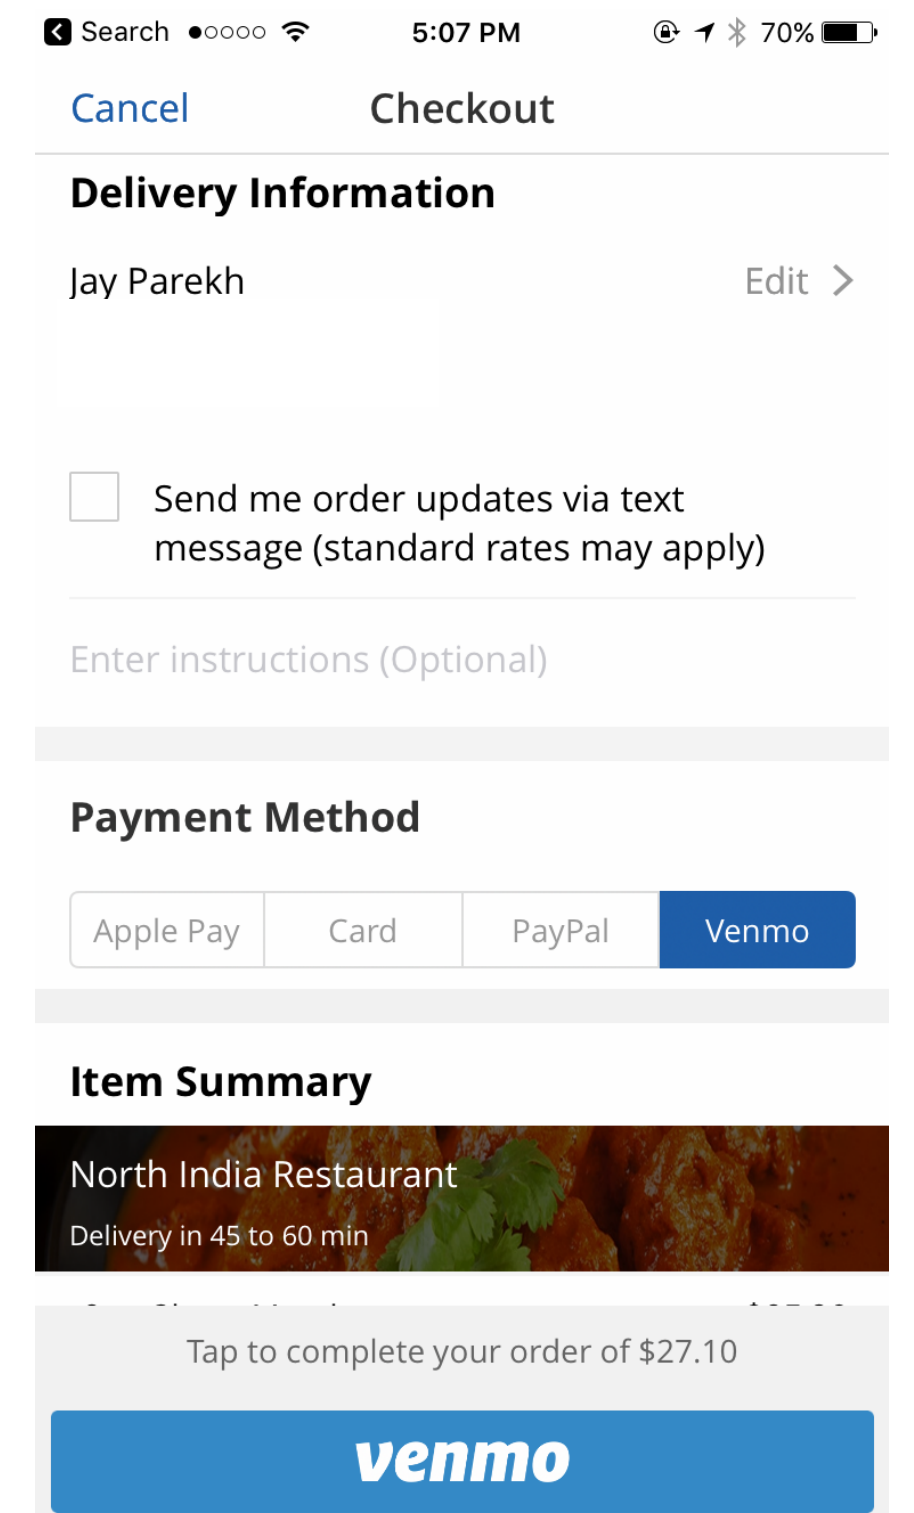 Search 5:07 PM 70%
Cancel Checkout
Delivery Information
Jay Parekh Edit
Send me order updates via text
message (standard rates may apply)
Enter instructions (Optional)
Payment Method
Apple Pay Card PayPal Venmo
Item Summary
North India Restaurant
Delivery in 45 to 60 min
Tap to complete your order of $27.10
venmo